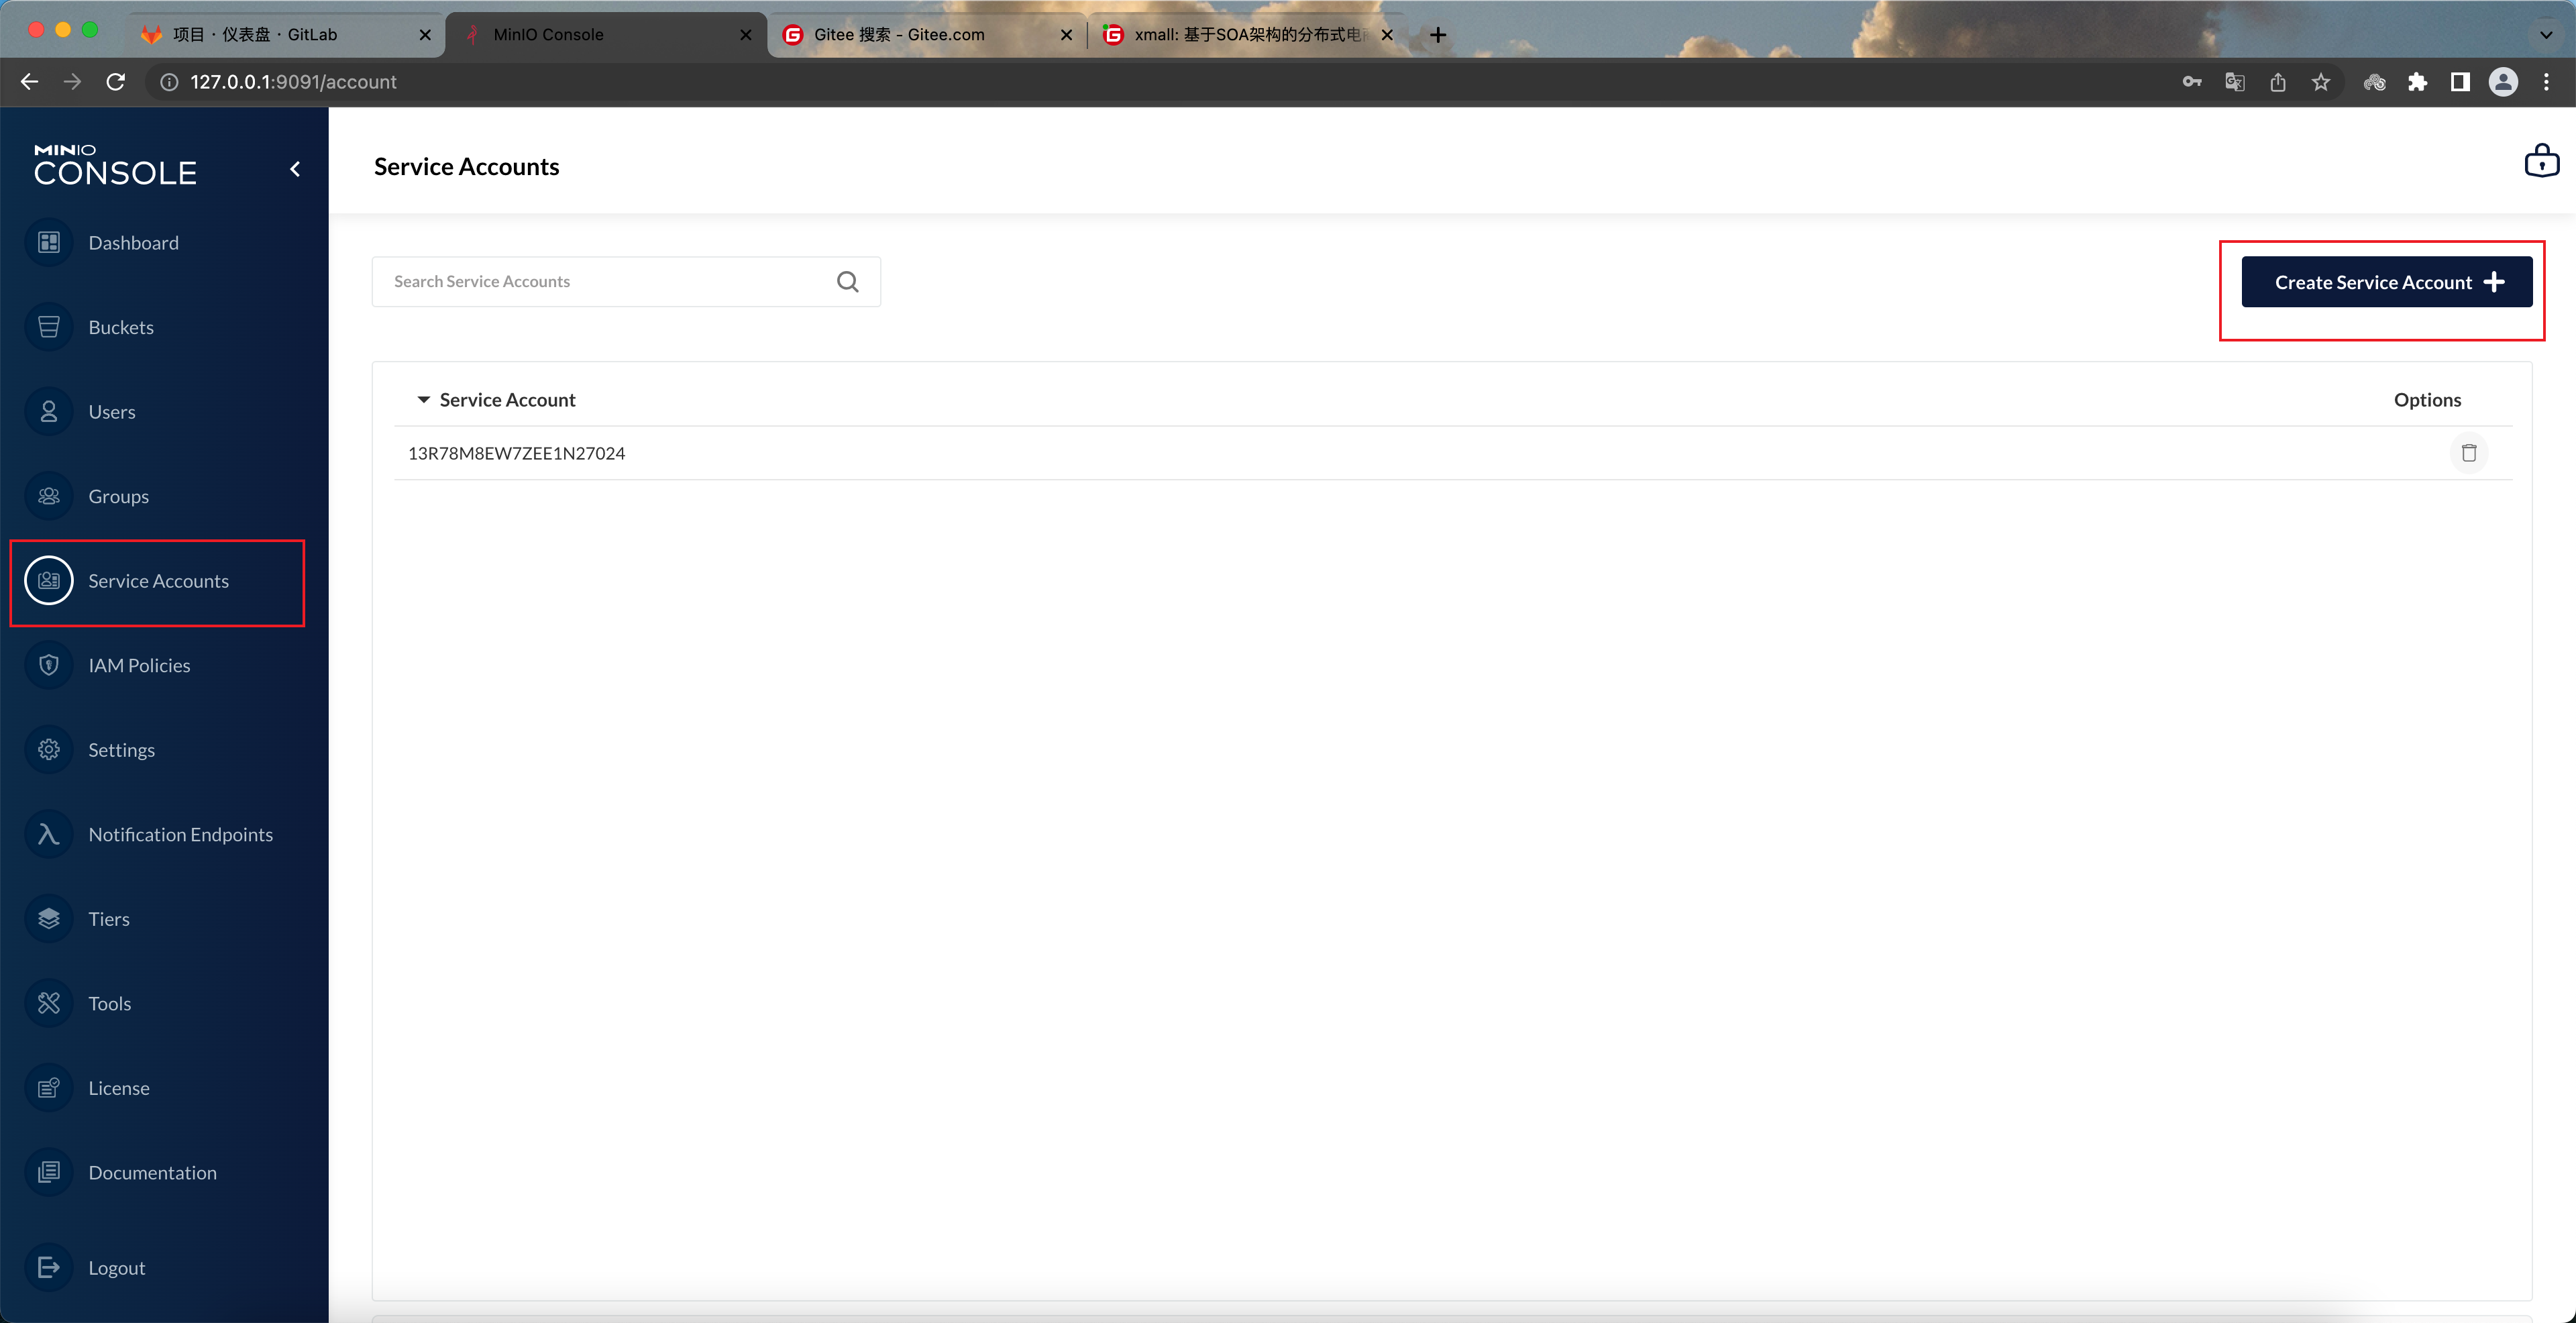 项目 · 仪表盘 · GitLab
MinIO Console
Gitee 搜索 - Gitee.com
xmall: 基于SOA架构的分布式电商
127.0.0.1:9091/account
MINIO
CONSOLE
Dashboard
Buckets
Users
Groups
Service Accounts
IAM Policies
Settings
Notification Endpoints
Tiers
Tools
License
Documentation
Logout
Service Accounts
Search Service Accounts
Create Service Account
Service Account
Options
13R78M8EW7ZEE1N27024